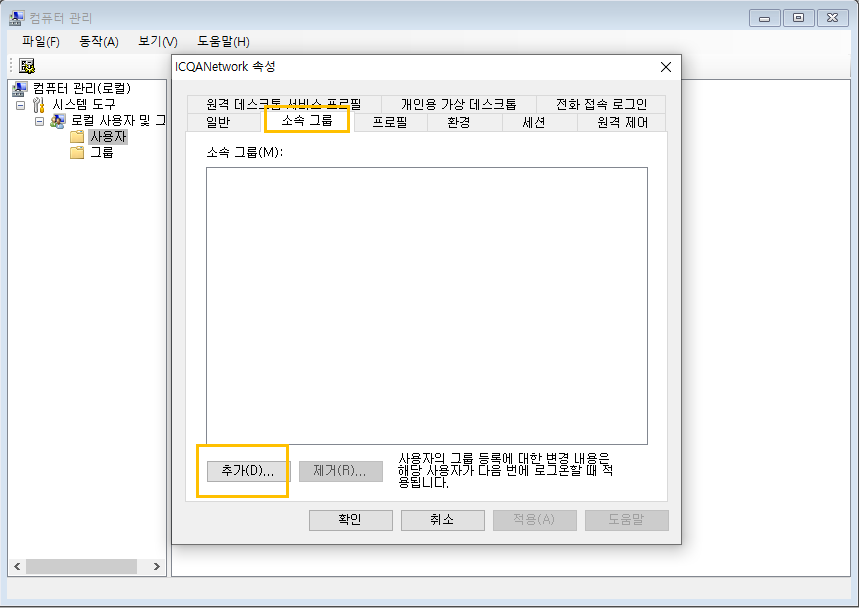 컴퓨터 관리
파일(F) 동작(A) 보기(V) 도움말(H)
컴퓨터 관리(로컬)
시스템 도구
로컬 사용자 및 그
사용자
그룹
ICQANetwork 속성
원격 데스크톱 서비스 프로필 개인용 가상 데스크톱 전화 접속 로그인
일반 소속 그룹 프로필 환경 세션 원격 제어
소속 그룹(M):
추가(D)... 제거(R)...
사용자의 그룹 등록에 대한 변경 내용은
해당 사용자가 다음 번에 로그온할 때 적
용됩니다.
확인 취소 적용(A) 도움말